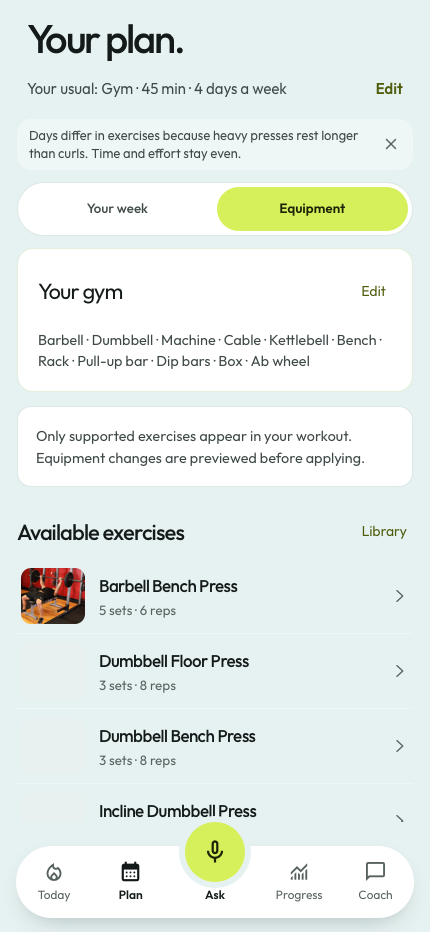 Your plan.
Your usual: Gym · 45 min · 4 days a week
Edit
Days differ in exercises because heavy presses rest longer
than curls. Time and effort stay even.
Your week
Equipment
Your gym
Edit
Barbell · Dumbbell · Machine · Cable · Kettlebell · Bench ·
Rack · Pull-up bar · Dip bars · Box · Ab wheel
Only supported exercises appear in your workout.
Equipment changes are previewed before applying.
Available exercises
Library
Barbell Bench Press
5 sets · 6 reps
Dumbbell Floor Press
3 sets · 8 reps
Dumbbell Bench Press
3 sets · 8 reps
Incline Dumbbell Press
Today
Plan
Ask
Progress
Coach